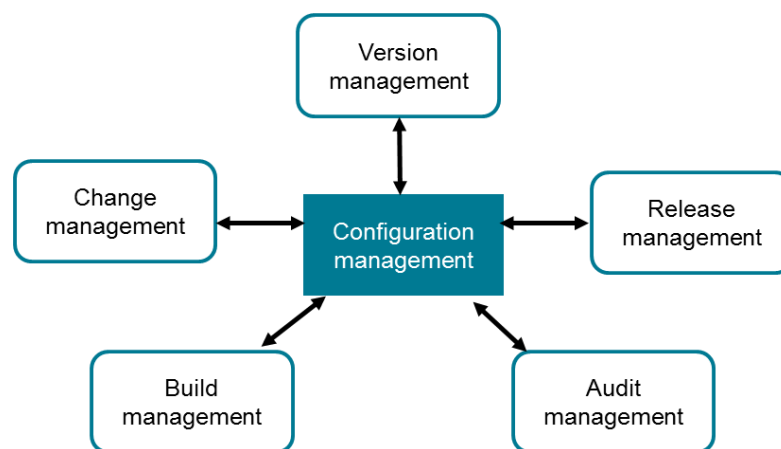 Version
management
Change
management
Configuration
management
Release
management
Build
management
Audit
management